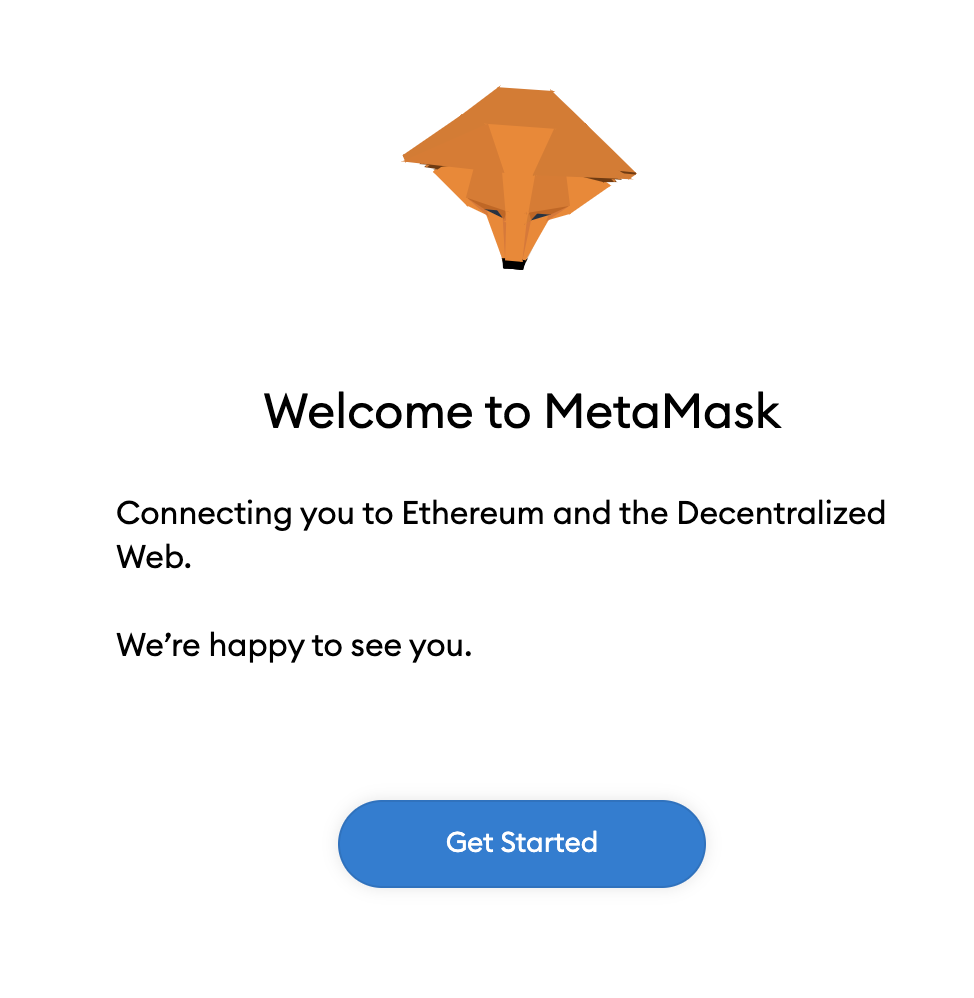 Welcome to MetaMask
Connecting you to Ethereum and the Decentralized
Web.
We’re happy to see you.
Get Started